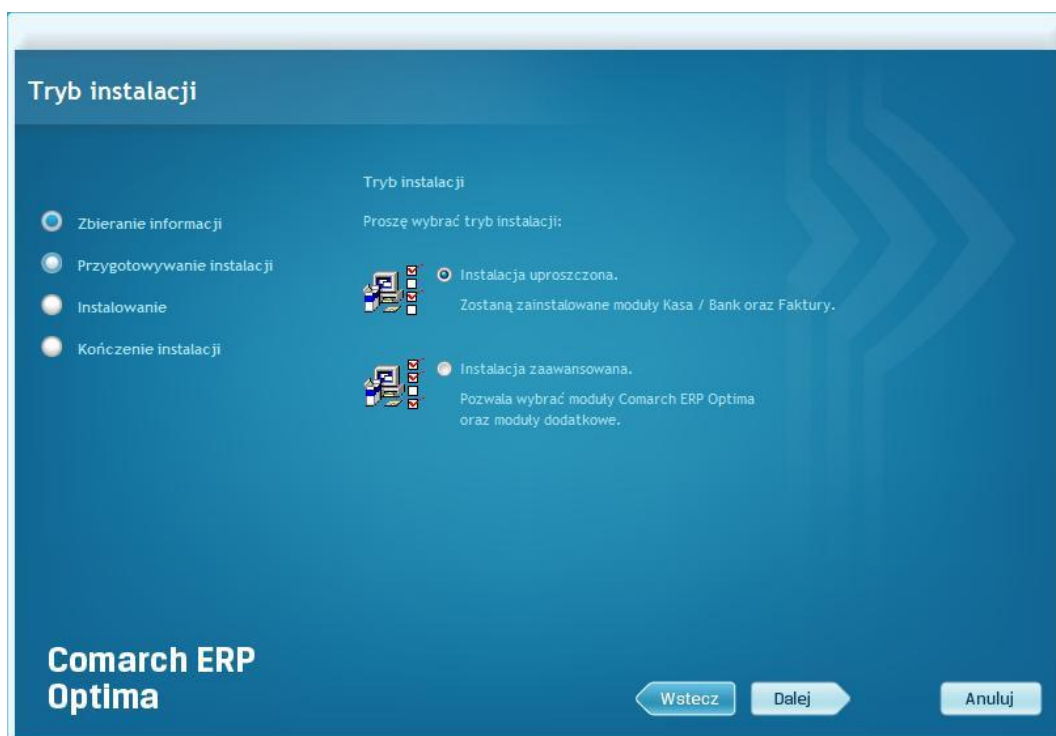 Tryb instalacji
Zbieranie informacji
Przygotowywanie instalacji
Instalowanie
Kończenie instalacji
Tryb instalacji
Proszę wybrać tryb instalacji:
Instalacja uproszczona.
Zostaną zainstalowane moduły Kasa / Bank oraz Faktury.
Instalacja zaawansowana.
Pozwala wybrać moduły Comarch ERP Optima
oraz moduły dodatkowe.
Comarch ERP
Optima
Wstecz
Dalej
Anuluj